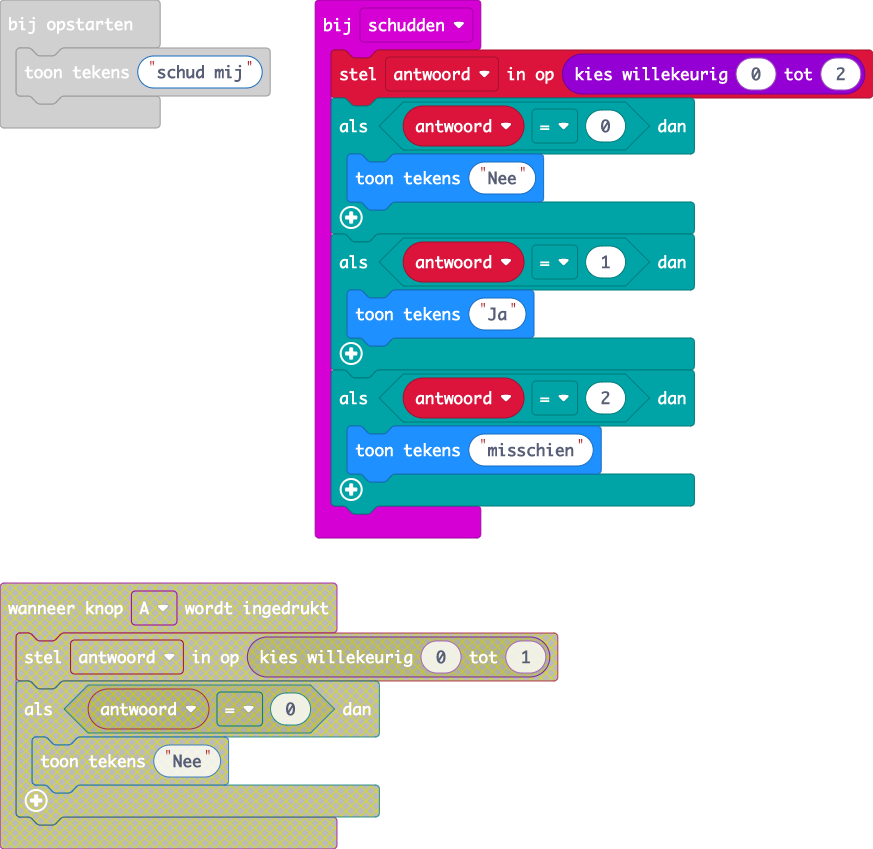 bij opstarten
toon tekens "schud mij"
bij schudden
stel antwoord in op kies willekeurig 0 tot 2
als antwoord = 0 dan
toon tekens "Nee"
als antwoord = 1 dan
toon tekens "Ja"
als antwoord = 2 dan
toon tekens "misschien"
wanneer knop A wordt ingedrukt
stel antwoord in op kies willekeurig 0 tot 1
als antwoord = 0 dan
toon tekens "Nee"